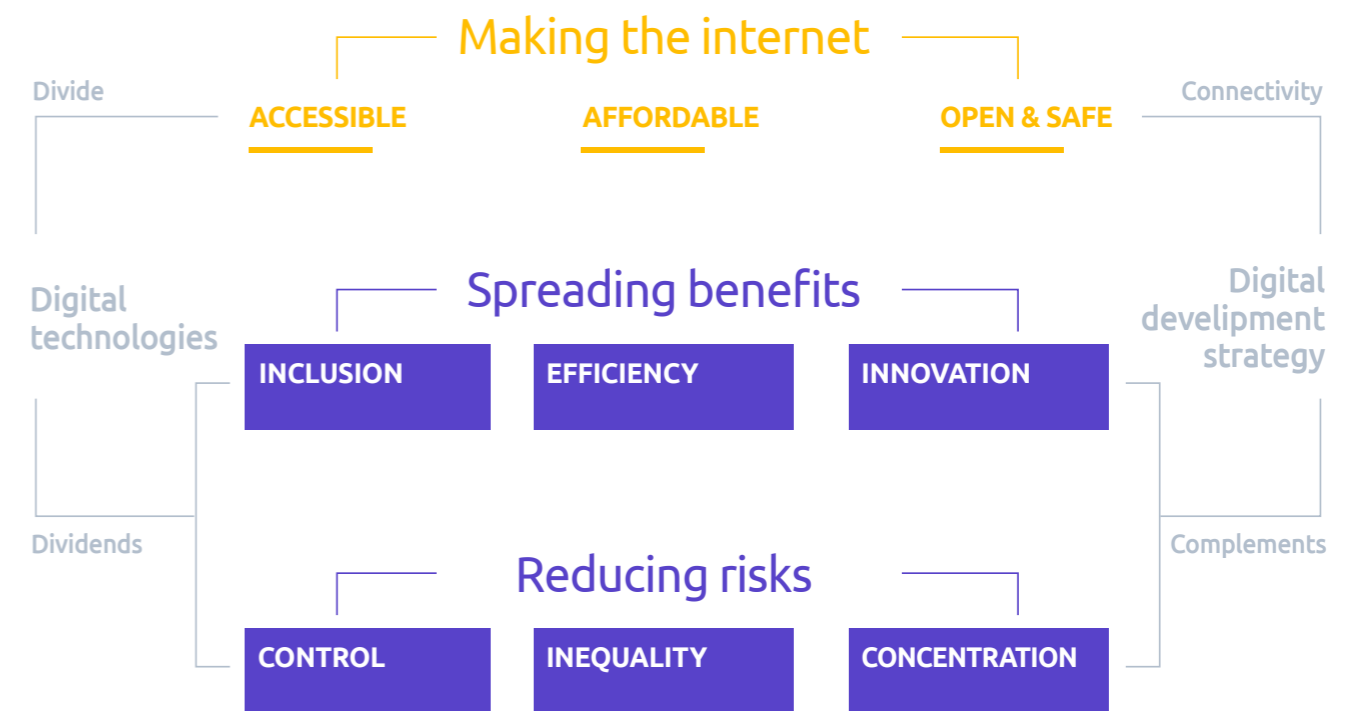 Making the internet
Divide
Connectivity
ACCESSIBLE
AFFORDABLE
OPEN & SAFE
Spreading benefits
Digital
technologies
Digital
develipment
strategy
INCLUSION
EFFICIENCY
INNOVATION
Dividends
Complements
Reducing risks
CONTROL
INEQUALITY
CONCENTRATION